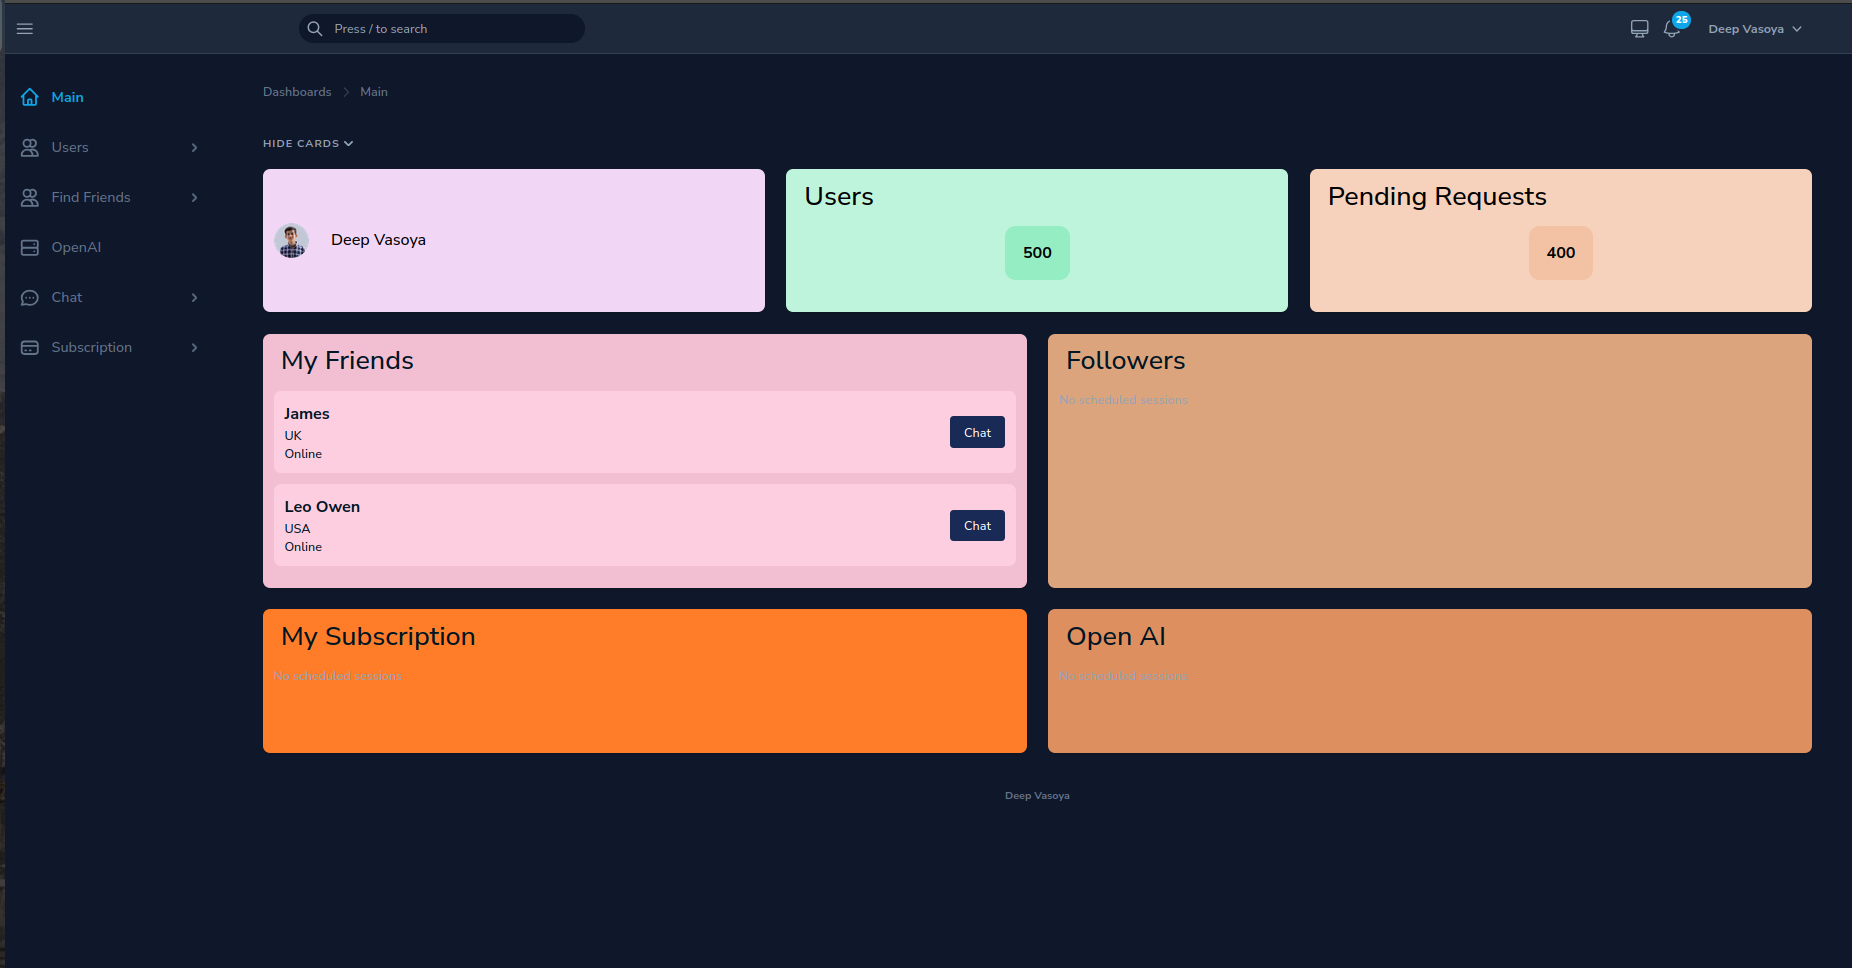 Press / to search
25
Deep Vasoya
Main
Users
Find Friends
OpenAI
Chat
Subscription
Dashboards
Main
HIDE CARDS
Deep Vasoya
Users
500
Pending Requests
400
My Friends
James
UK
Online
Chat
Leo Owen
USA
Online
Chat
Followers
No scheduled sessions
My Subscription
No scheduled sessions
Open AI
No scheduled sessions
Deep Vasoya